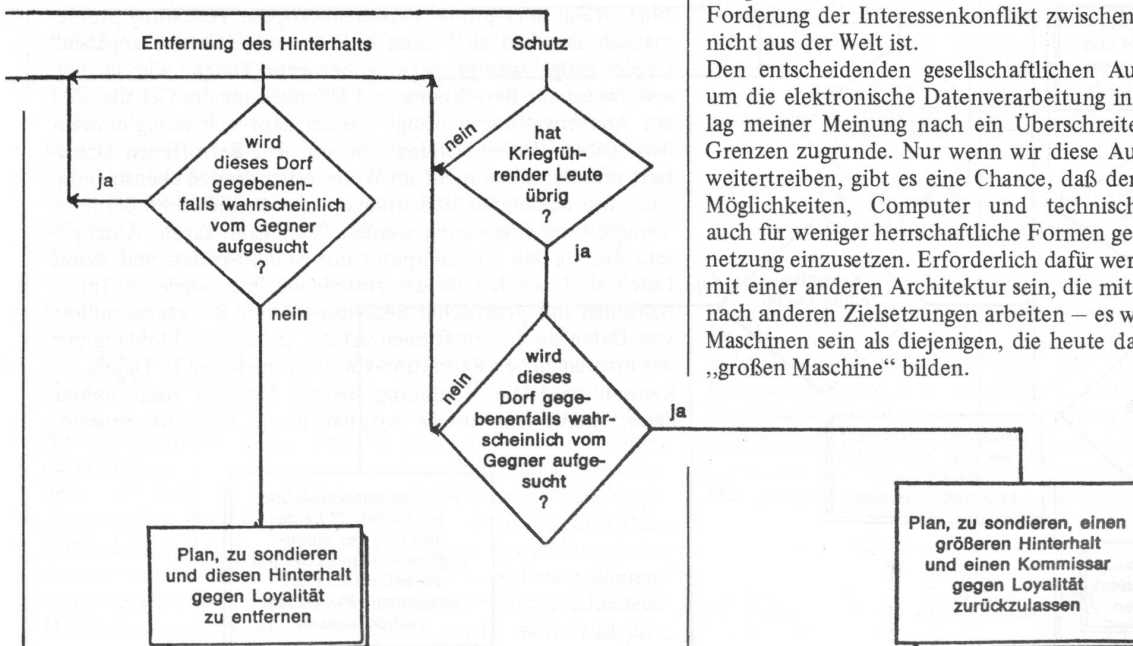 Entfernung des Hinterhalts
Schutz
wird
dieses Dorf
gegebenen-
falls wahrscheinlich
vom Gegner
aufgesucht
?
ja
nein
hat
Kriegfüh-
render Leute
übrig
?
nein
ja
wird
dieses
Dorf gege-
benenfalls wahr-
scheinlich vom
Gegner aufge-
sucht
?
nein
ja
Plan, zu sondieren
und diesen Hinterhalt
gegen Loyalität
zu entfernen
Plan, zu sondieren, einen
größeren Hinterhalt
und einen Kommissar
gegen Loyalität
zurückzulassen
Forderung der Interessenkonflikt zwischen
nicht aus der Welt ist.
Den entscheidenden gesellschaftlichen Au
um die elektronische Datenverarbeitung in
lag meiner Meinung nach ein Überschreite
Grenzen zugrunde. Nur wenn wir diese Au
weitertreiben, gibt es eine Chance, daß der
Möglichkeiten, Computer und technisch
auch für weniger herrschaftliche Formen ge
netzung einzusetzen. Erforderlich dafür wer
mit einer anderen Architektur sein, die mit
nach anderen Zielsetzungen arbeiten – es w
Maschinen sein als diejenigen, die heute da
„großen Maschine“ bilden.